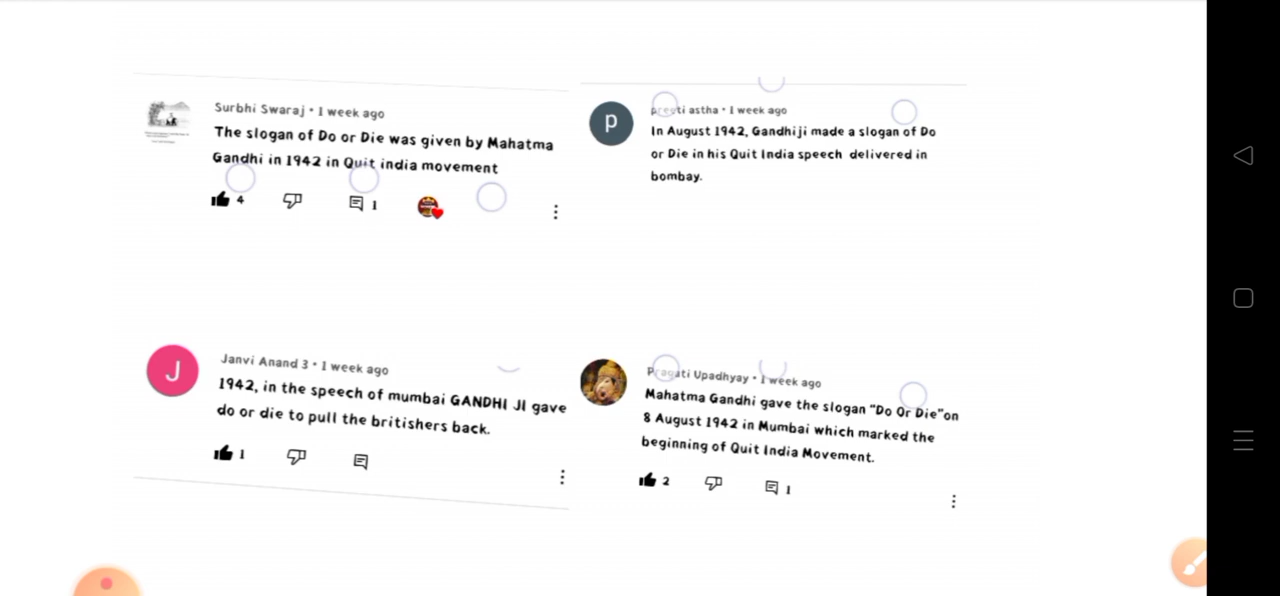 Surbhi Swaraj • 1 week ago
The slogan of Do or Die was given by Mahatma
Gandhi in 1942 in Quit india movement
4
1
P
preeti astha • 1 week ago
In August 1942, Gandhiji made a slogan of Do
or Die in his Quit India speech delivered in
bombay.
J
Janvi Anand 3 • 1 week ago
1942, in the speech of mumbai GANDHI JI gave
do or die to pull the britishers back.
1
Pragati Upadhyay • 1 week ago
Mahatma Gandhi gave the slogan "Do Or Die"on
8 August 1942 in Mumbai which marked the
beginning of Quit India Movement.
2
1